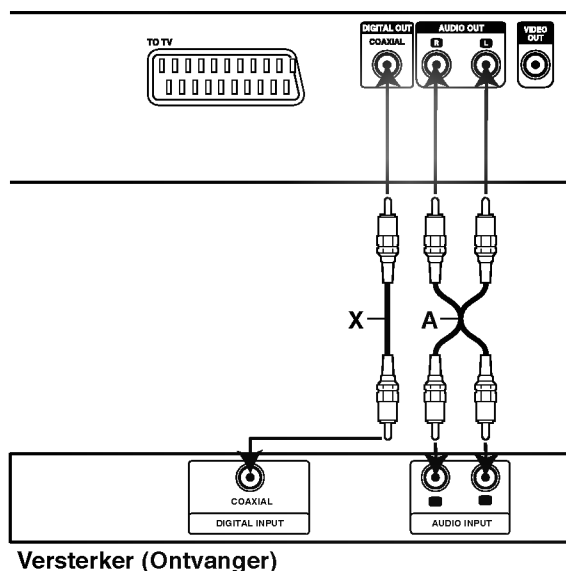 TO TV
DIGITAL OUT
COAXIAL
AUDIO OUT
R
L
VIDEO
OUT
X
A
COAXIAL
DIGITAL INPUT
AUDIO INPUT
Versterker (Ontvanger)